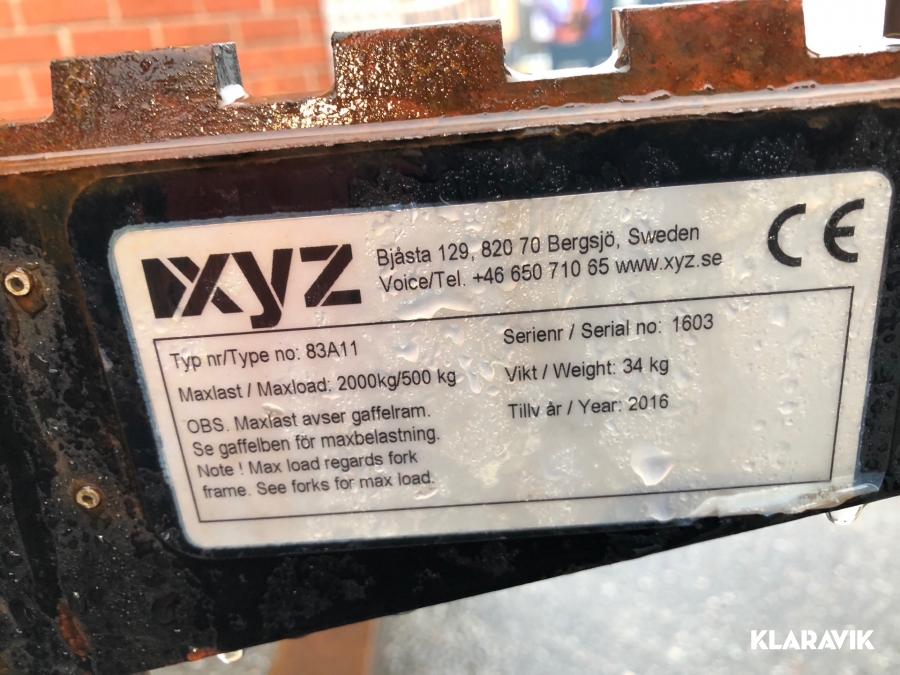 xyz
Bjåsta 129, 820 70 Bergsjö, Sweden
Voice/Tel. +46 650 710 65 www.xyz.se
CE
Typ nr/Type no: 83A11
Maxlast / Maxload: 2000kg/500 kg
OBS. Maxlast avser gaffelram.
Se gaffelben för maxbelastning.
Note ! Max load regards fork
frame. See forks for max load.
Serienr / Serial no: 1603
Vikt / Weight: 34 kg
Tillv år / Year: 2016
KLARAVIK